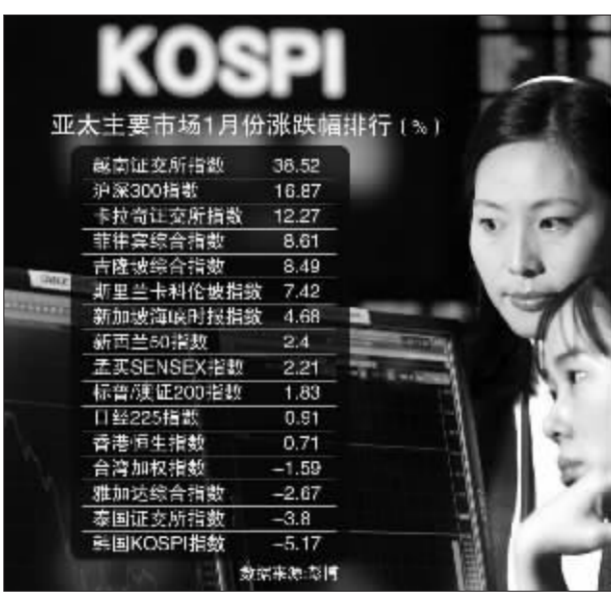 KOSPI
亚太主要市场1月份涨跌幅排行(%)
越南证交所指数 38.52
沪深300指数 16.87
卡拉奇证交所指数 12.27
菲律宾综合指数 8.61
吉隆坡综合指数 8.49
斯里兰卡科伦坡指数 7.42
新加坡海峡时报指数 4.68
新西兰50指数 2.4
孟买SENSEX指数 2.21
标普/澳证200指数 1.83
日经225指数 0.91
香港恒生指数 0.71
台湾加权指数 -1.59
雅加达综合指数 -2.67
泰国证交所指数 -3.8
韩国KOSPI指数 -5.17
数据来源:彭博